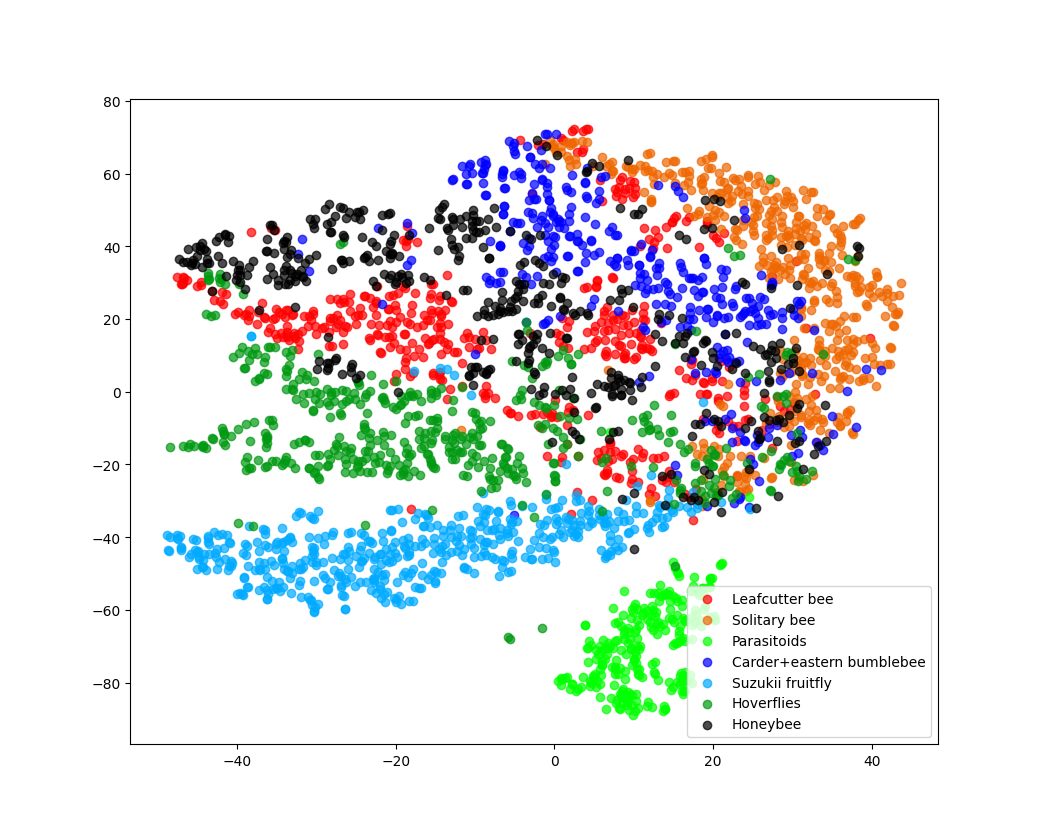 80
60
40
20
0
−20
−40
−60
−80
−40
−20
0
20
40
Leafcutter bee
Solitary bee
Parasitoids
Carder+eastern bumblebee
Suzukii fruitfly
Hoverflies
Honeybee